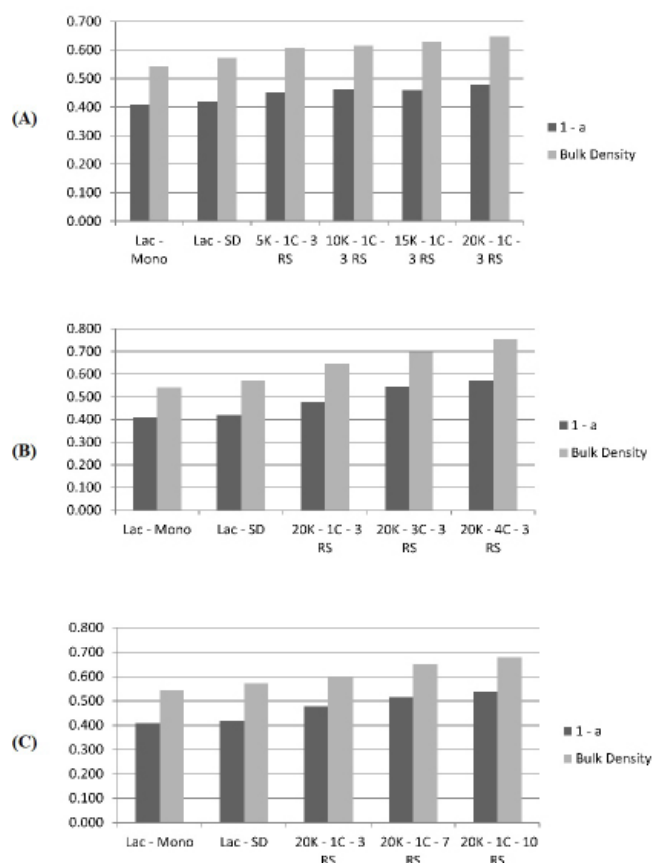 0.700
0.600
0.500
0.400
0.300
0.200
0.100
0.000
(A)
1 - a
Bulk Density
Lac - Mono
Lac - SD
5K - 1C - 3 RS
10K - 1C - 3 RS
15K - 1C - 3 RS
20K - 1C - 3 RS
0.800
0.700
0.600
0.500
0.400
0.300
0.200
0.100
0.000
(B)
1 - a
Bulk Density
Lac - Mono
Lac - SD
20K - 1C - 3 RS
20K - 3C - 3 RS
20K - 4C - 3 RS
0.800
0.700
0.600
0.500
0.400
0.300
0.200
0.100
0.000
(C)
1 - a
Bulk Density
Lac - Mono
Lac - SD
20K - 1C - 3 RS
20K - 1C - 7 RS
20K - 1C - 10 RS